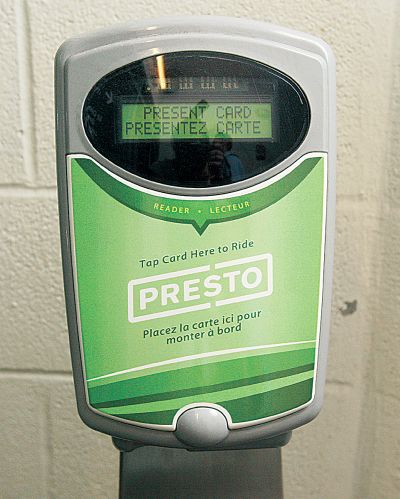 PRESENT CARD
PRESENTEZ CARTE
READER • LECTEUR
Tap Card Here to Ride
PRESTO
Placez la carte ici pour
monter à bord